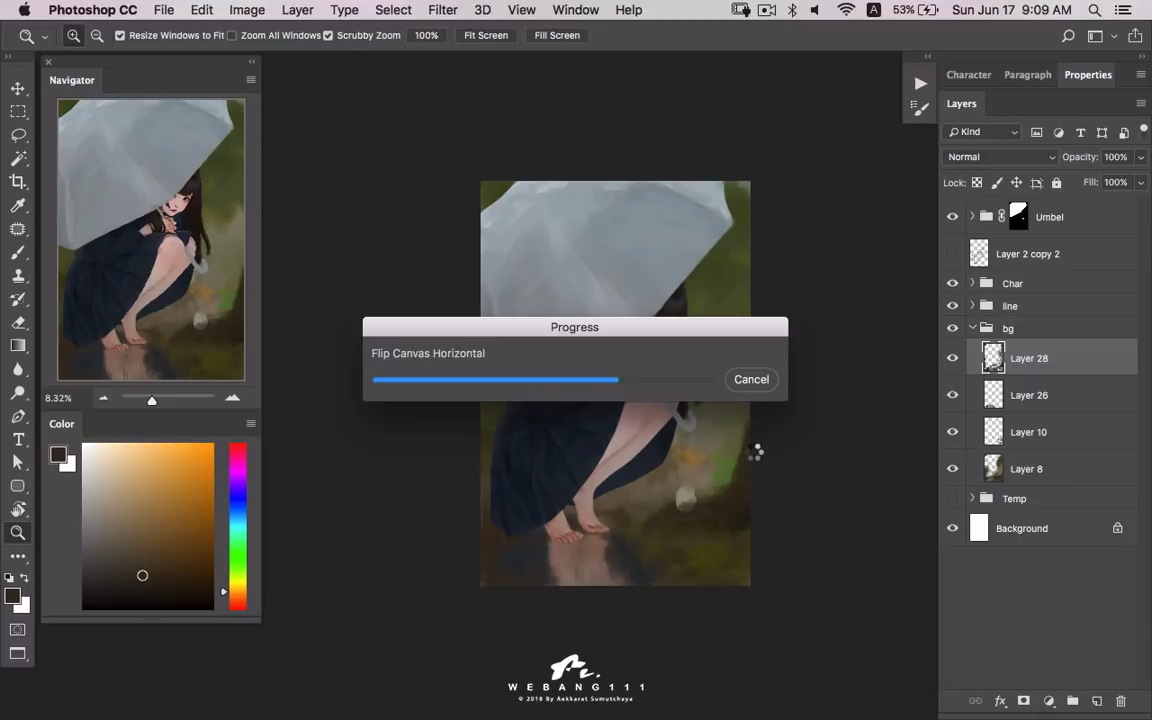 Photoshop CC File Edit Image Layer Type Select Filter 3D View Window Help A 53% Sun Jun 17 9:09 AM
Resize Windows to Fit Zoom All Windows Scrubby Zoom 100% Fit Screen Fill Screen
Navigator
8.32%
Color
Progress
Flip Canvas Horizontal
Cancel
WEBANG111
© 2018 By Aekkarat Sumutchaya
Character Paragraph Properties
Layers
Kind
Normal Opacity: 100%
Lock: Fill: 100%
Umbel
Layer 2 copy 2
Char
line
bg
Layer 28
Layer 26
Layer 10
Layer 8
Temp
Background